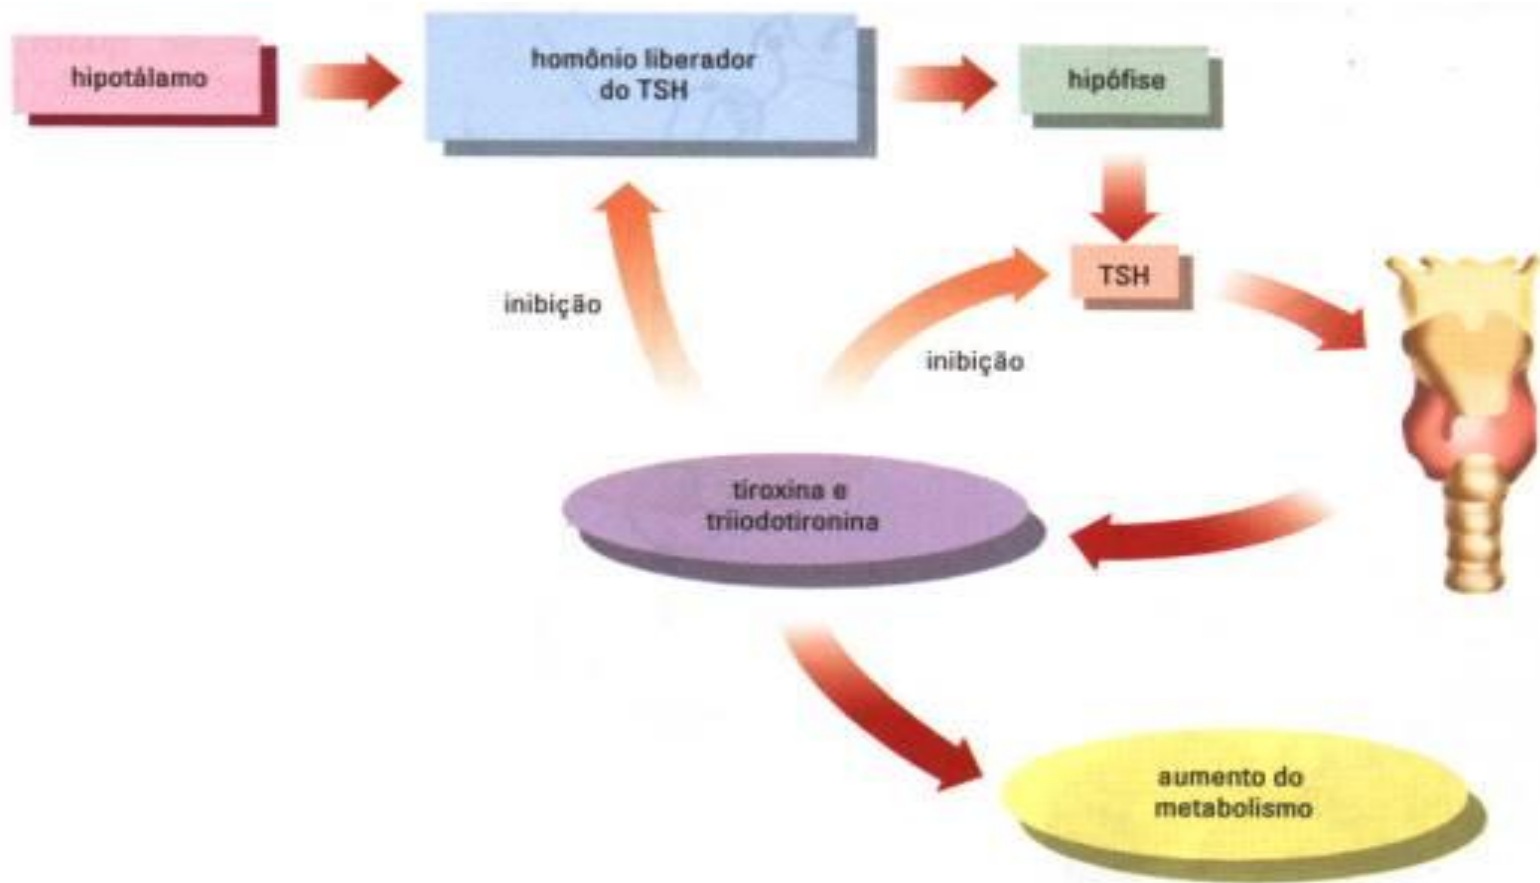 hipotálamo
homônio liberador
do TSH
hipófise
TSH
inibição
inibição
tiroxina e
triiodotironina
aumento do
metabolismo